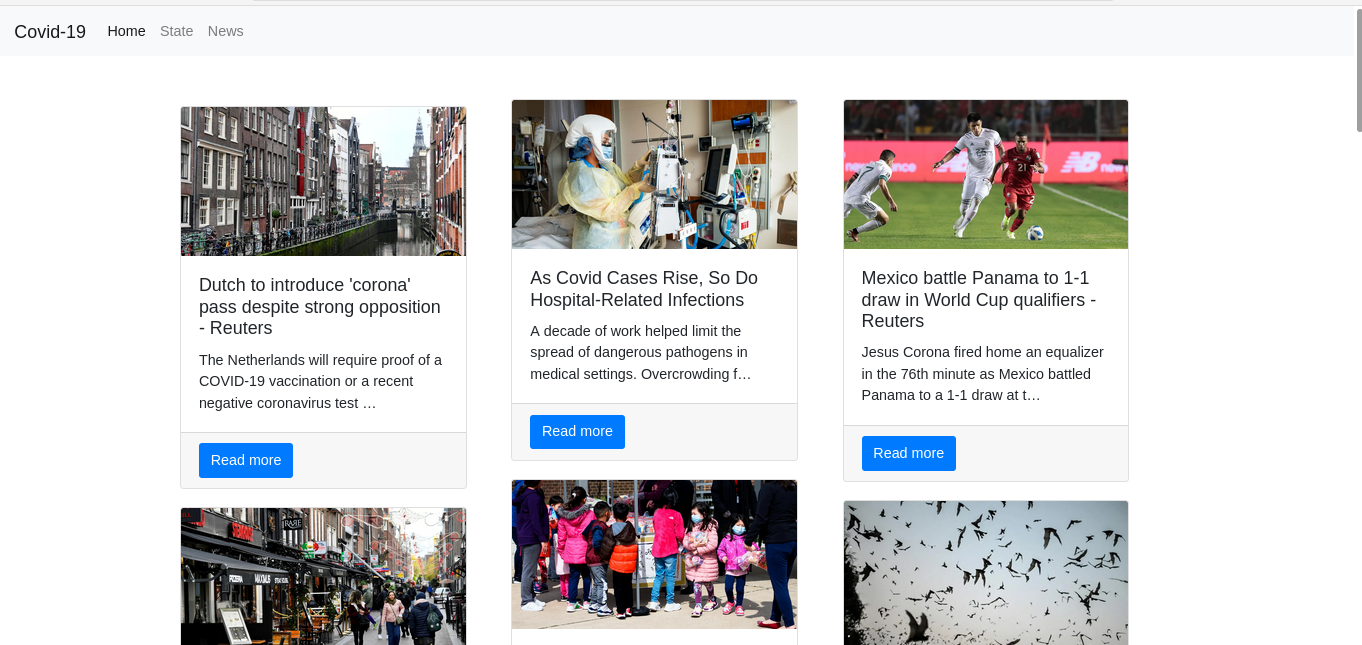 Covid-19 Home State News
Dutch to introduce 'corona'
pass despite strong opposition
- Reuters
The Netherlands will require proof of a
COVID-19 vaccination or a recent
negative coronavirus test …
Read more
As Covid Cases Rise, So Do
Hospital-Related Infections
A decade of work helped limit the
spread of dangerous pathogens in
medical settings. Overcrowding f…
Read more
21
25
Mexico battle Panama to 1-1
draw in World Cup qualifiers -
Reuters
Jesus Corona fired home an equalizer
in the 76th minute as Mexico battled
Panama to a 1-1 draw at t…
Read more
RARE